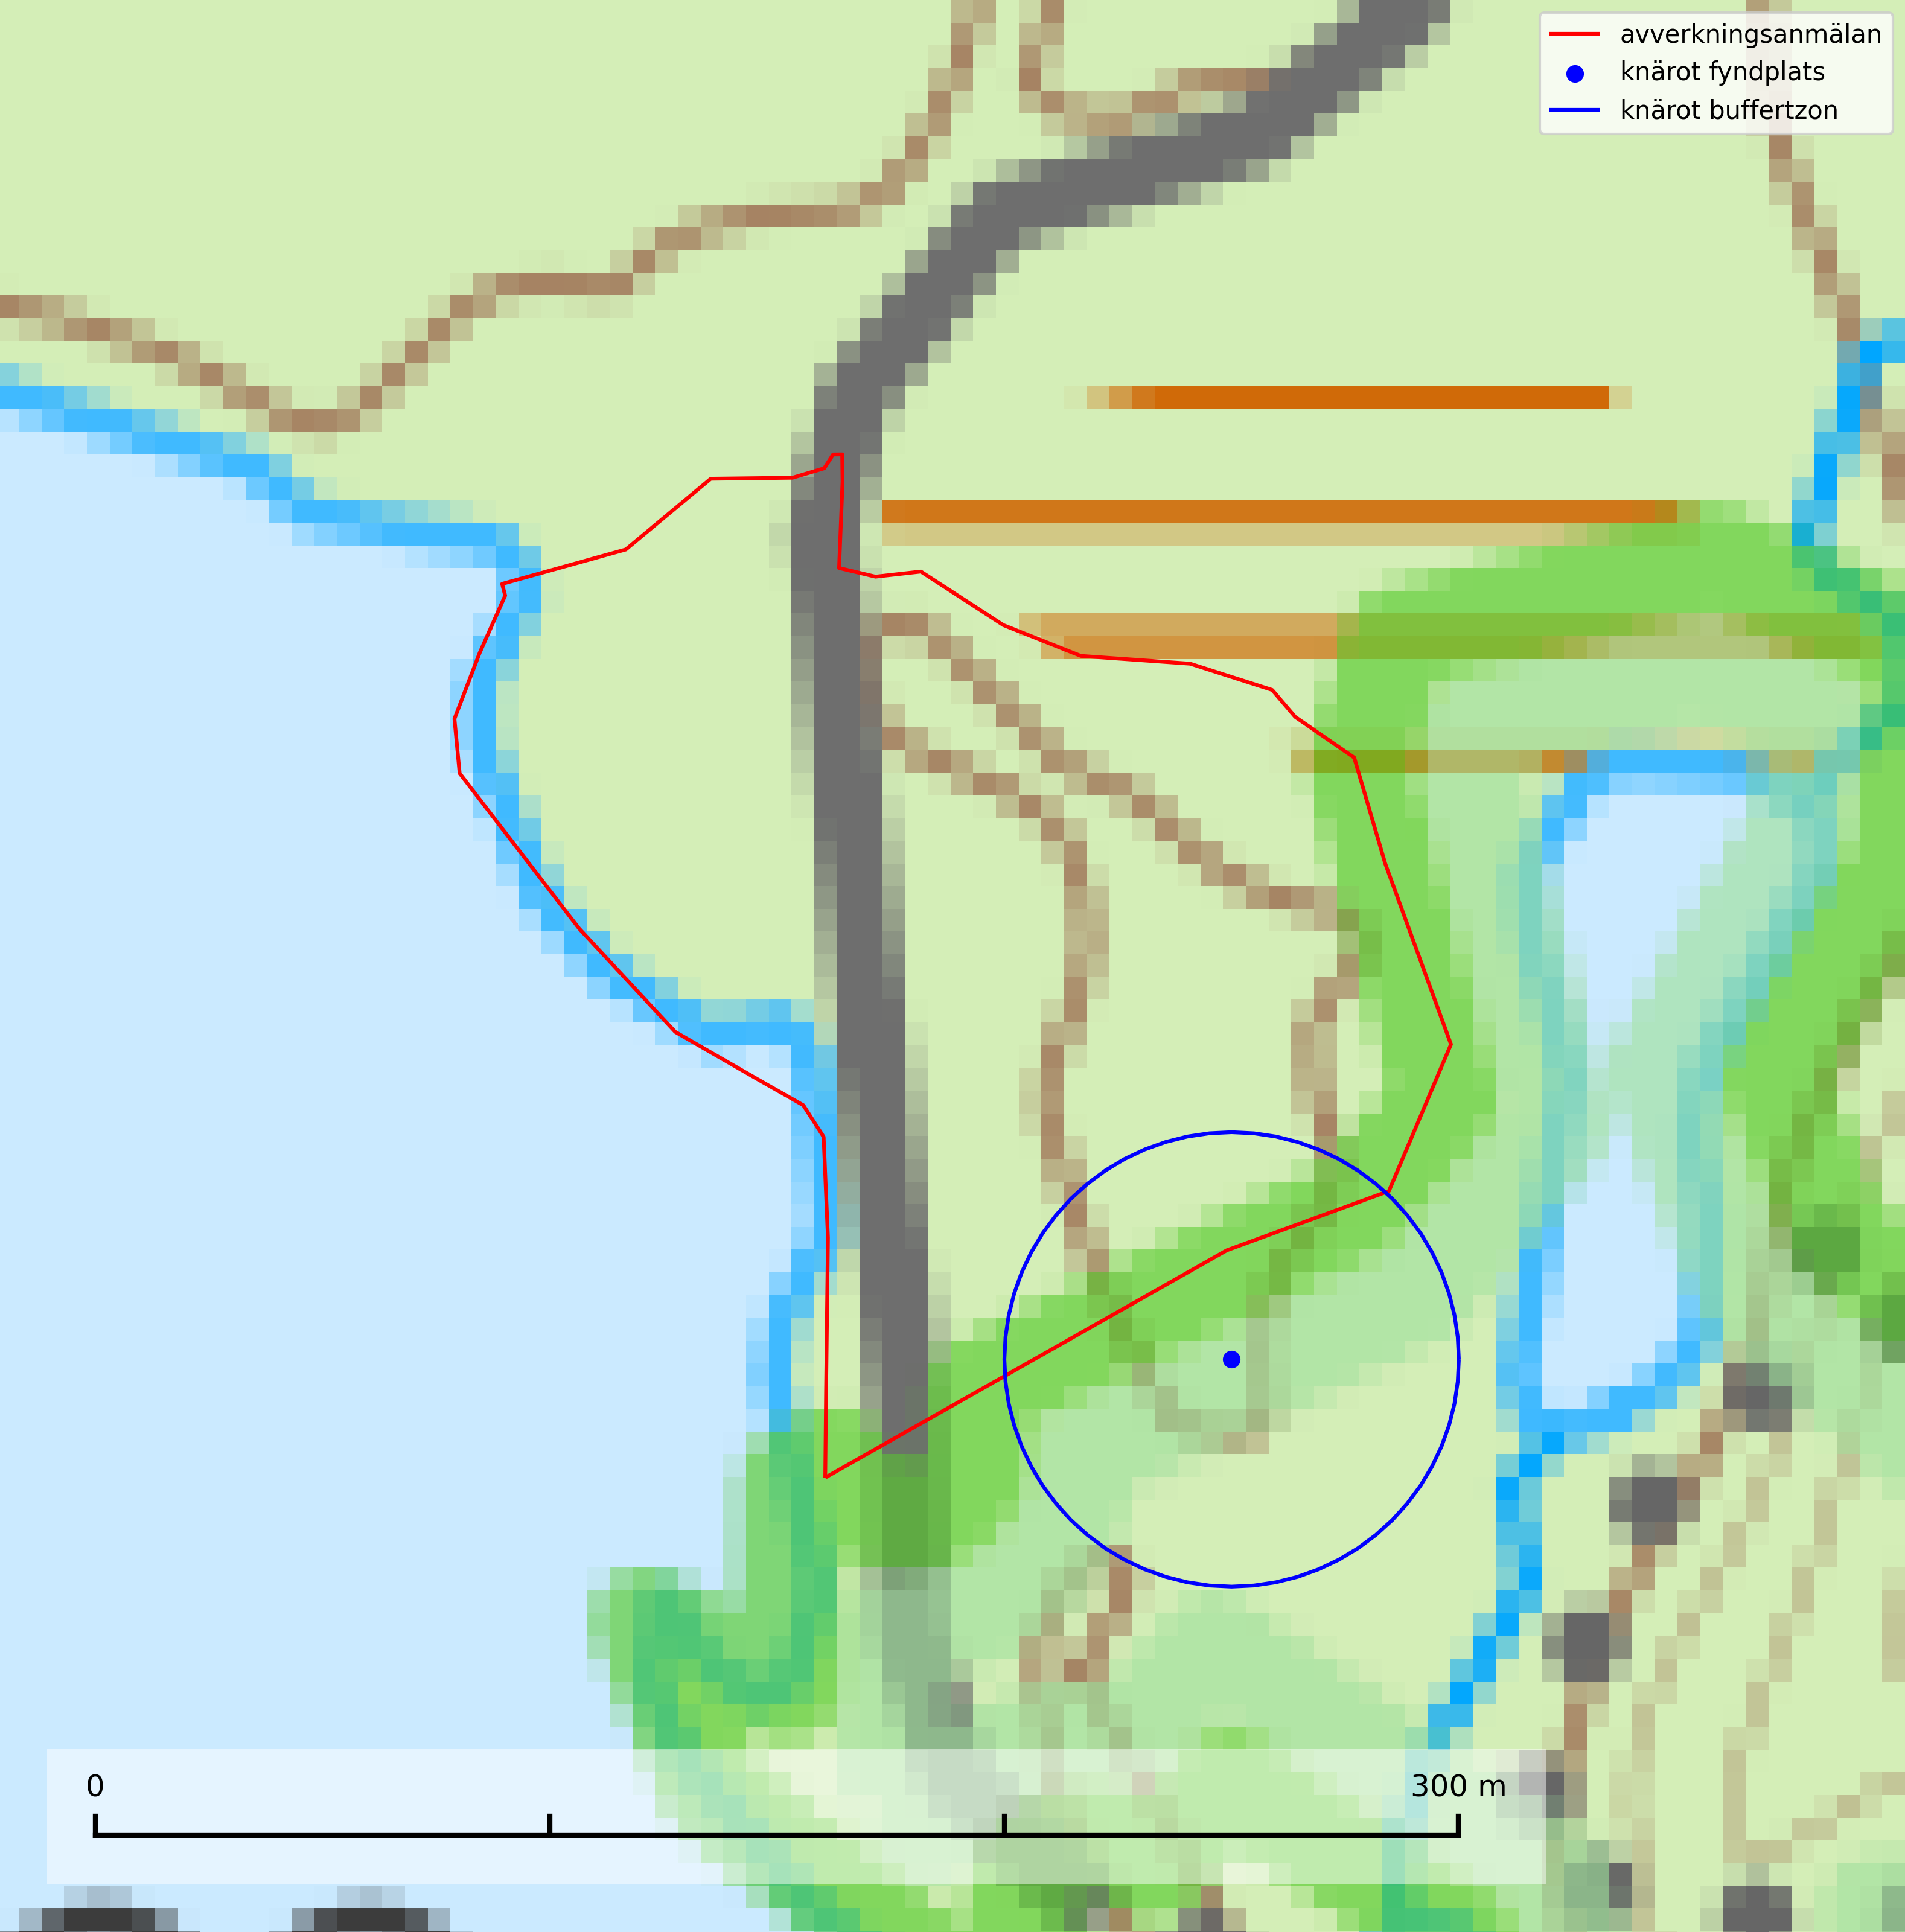 avverkningsanmälan
knärot fyndplats
knärot buffertzon
0 300 m